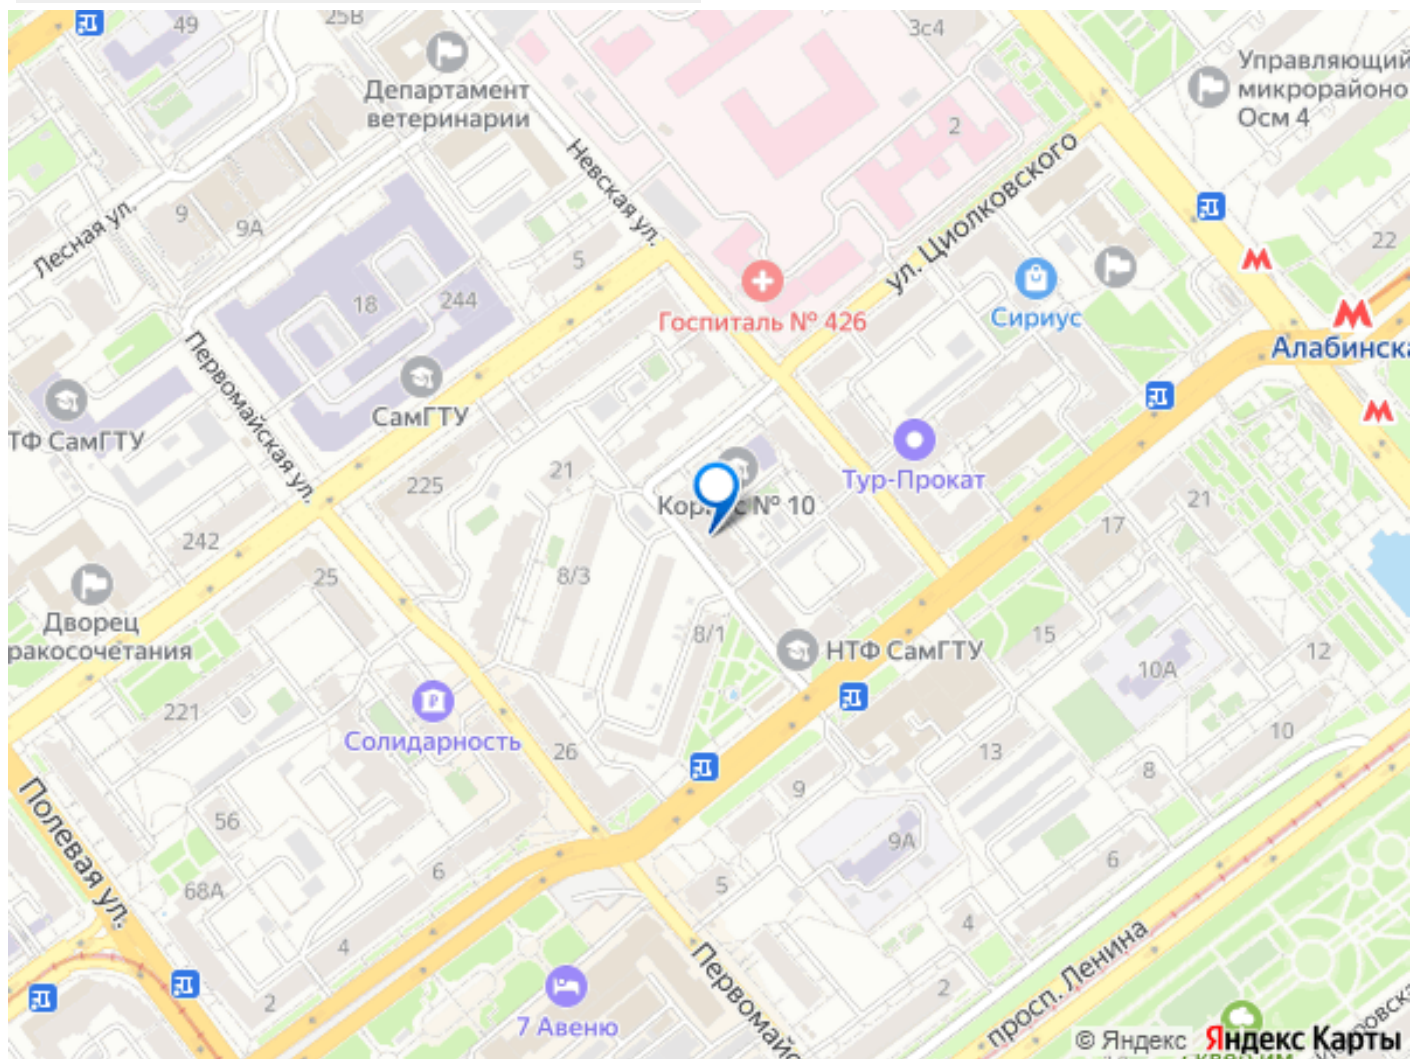 49
25В
3с4
Департамент
ветеринарии
Управляющий
микрорайоно
Осм 4
2
Невская ул.
ул. Циолковского
Лесная ул.
9
9А
5
22
18
244
Госпиталь № 426
Сириус
Алабинска
Первомайская ул.
СамГТУ
ТФ СамГТУ
21
225
Тур-Прокат
Корпус № 10
21
17
242
25
8/3
Дворец
ракосочетания
8/1
НТФ СамГТУ
15
12
10А
221
Солидарность
26
13
10
8
9
Полевая ул.
56
6
9А
6
68А
5
4
4
2
7 Авеню
Первомайс
2
просп. Ленина
© Яндекс Яндекс Карты